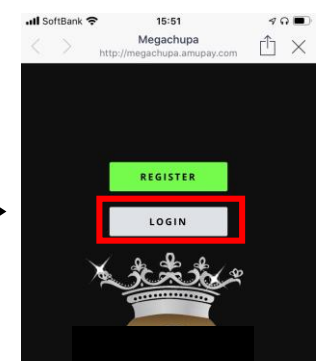 SoftBank 15:51
Megachupa
http://megachupa.amupay.com
REGISTER
LOGIN